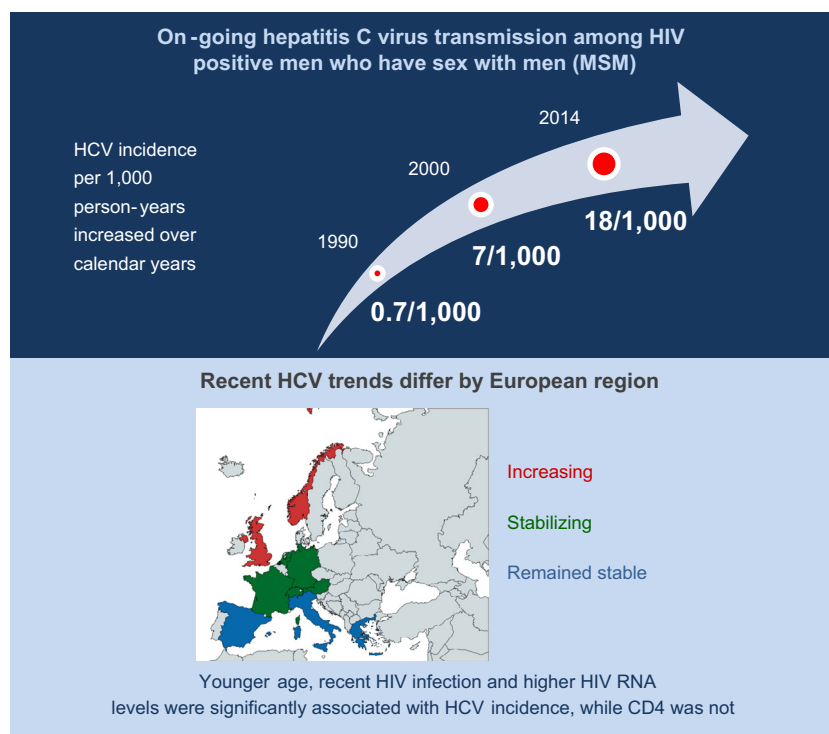 On-going hepatitis C virus transmission among HIV
positive men who have sex with men (MSM)
HCV incidence
per 1,000
person-years
increased over
calendar years
1990
0.7/1,000
2000
7/1,000
2014
18/1,000
Recent HCV trends differ by European region
Increasing
Stabilizing
Remained stable
Younger age, recent HIV infection and higher HIV RNA
levels were significantly associated with HCV incidence, while CD4 was not